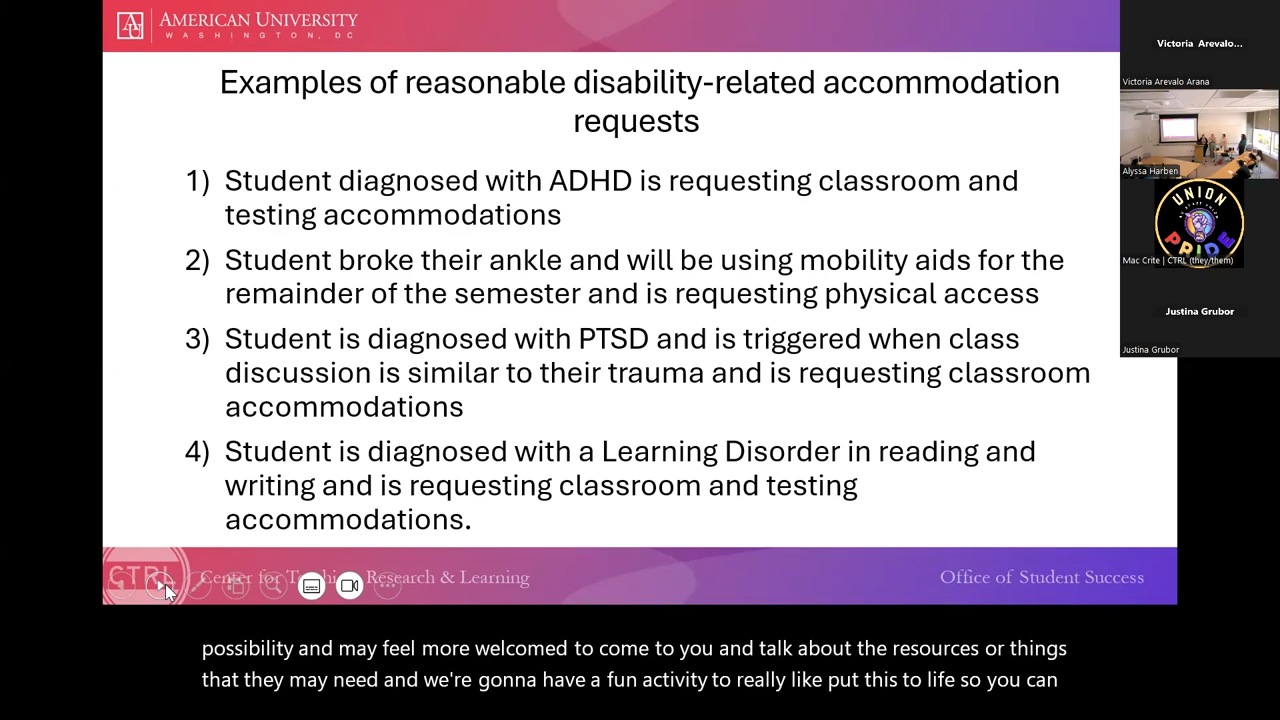 AMERICAN UNIVERSITY
WASHINGTON, DC
Examples of reasonable disability-related accommodation
requests
1) Student diagnosed with ADHD is requesting classroom and
testing accommodations
2) Student broke their ankle and will be using mobility aids for the
remainder of the semester and is requesting physical access
3) Student is diagnosed with PTSD and is triggered when class
discussion is similar to their trauma and is requesting classroom
accommodations
4) Student is diagnosed with a Learning Disorder in reading and
writing and is requesting classroom and testing
accommodations.
CTRL
Center for Research & Learning
Office of Student Success
Victoria Arevalo...
Victoria Arevalo Arana
Alyssa Harben
UNION
PRIDE
Mac Crite | CTRL (they/them)
Justina Grubor
Justina Grubor
possibility and may feel more welcomed to come to you and talk about the resources or things
that they may need and we're gonna have a fun activity to really like put this to life so you can